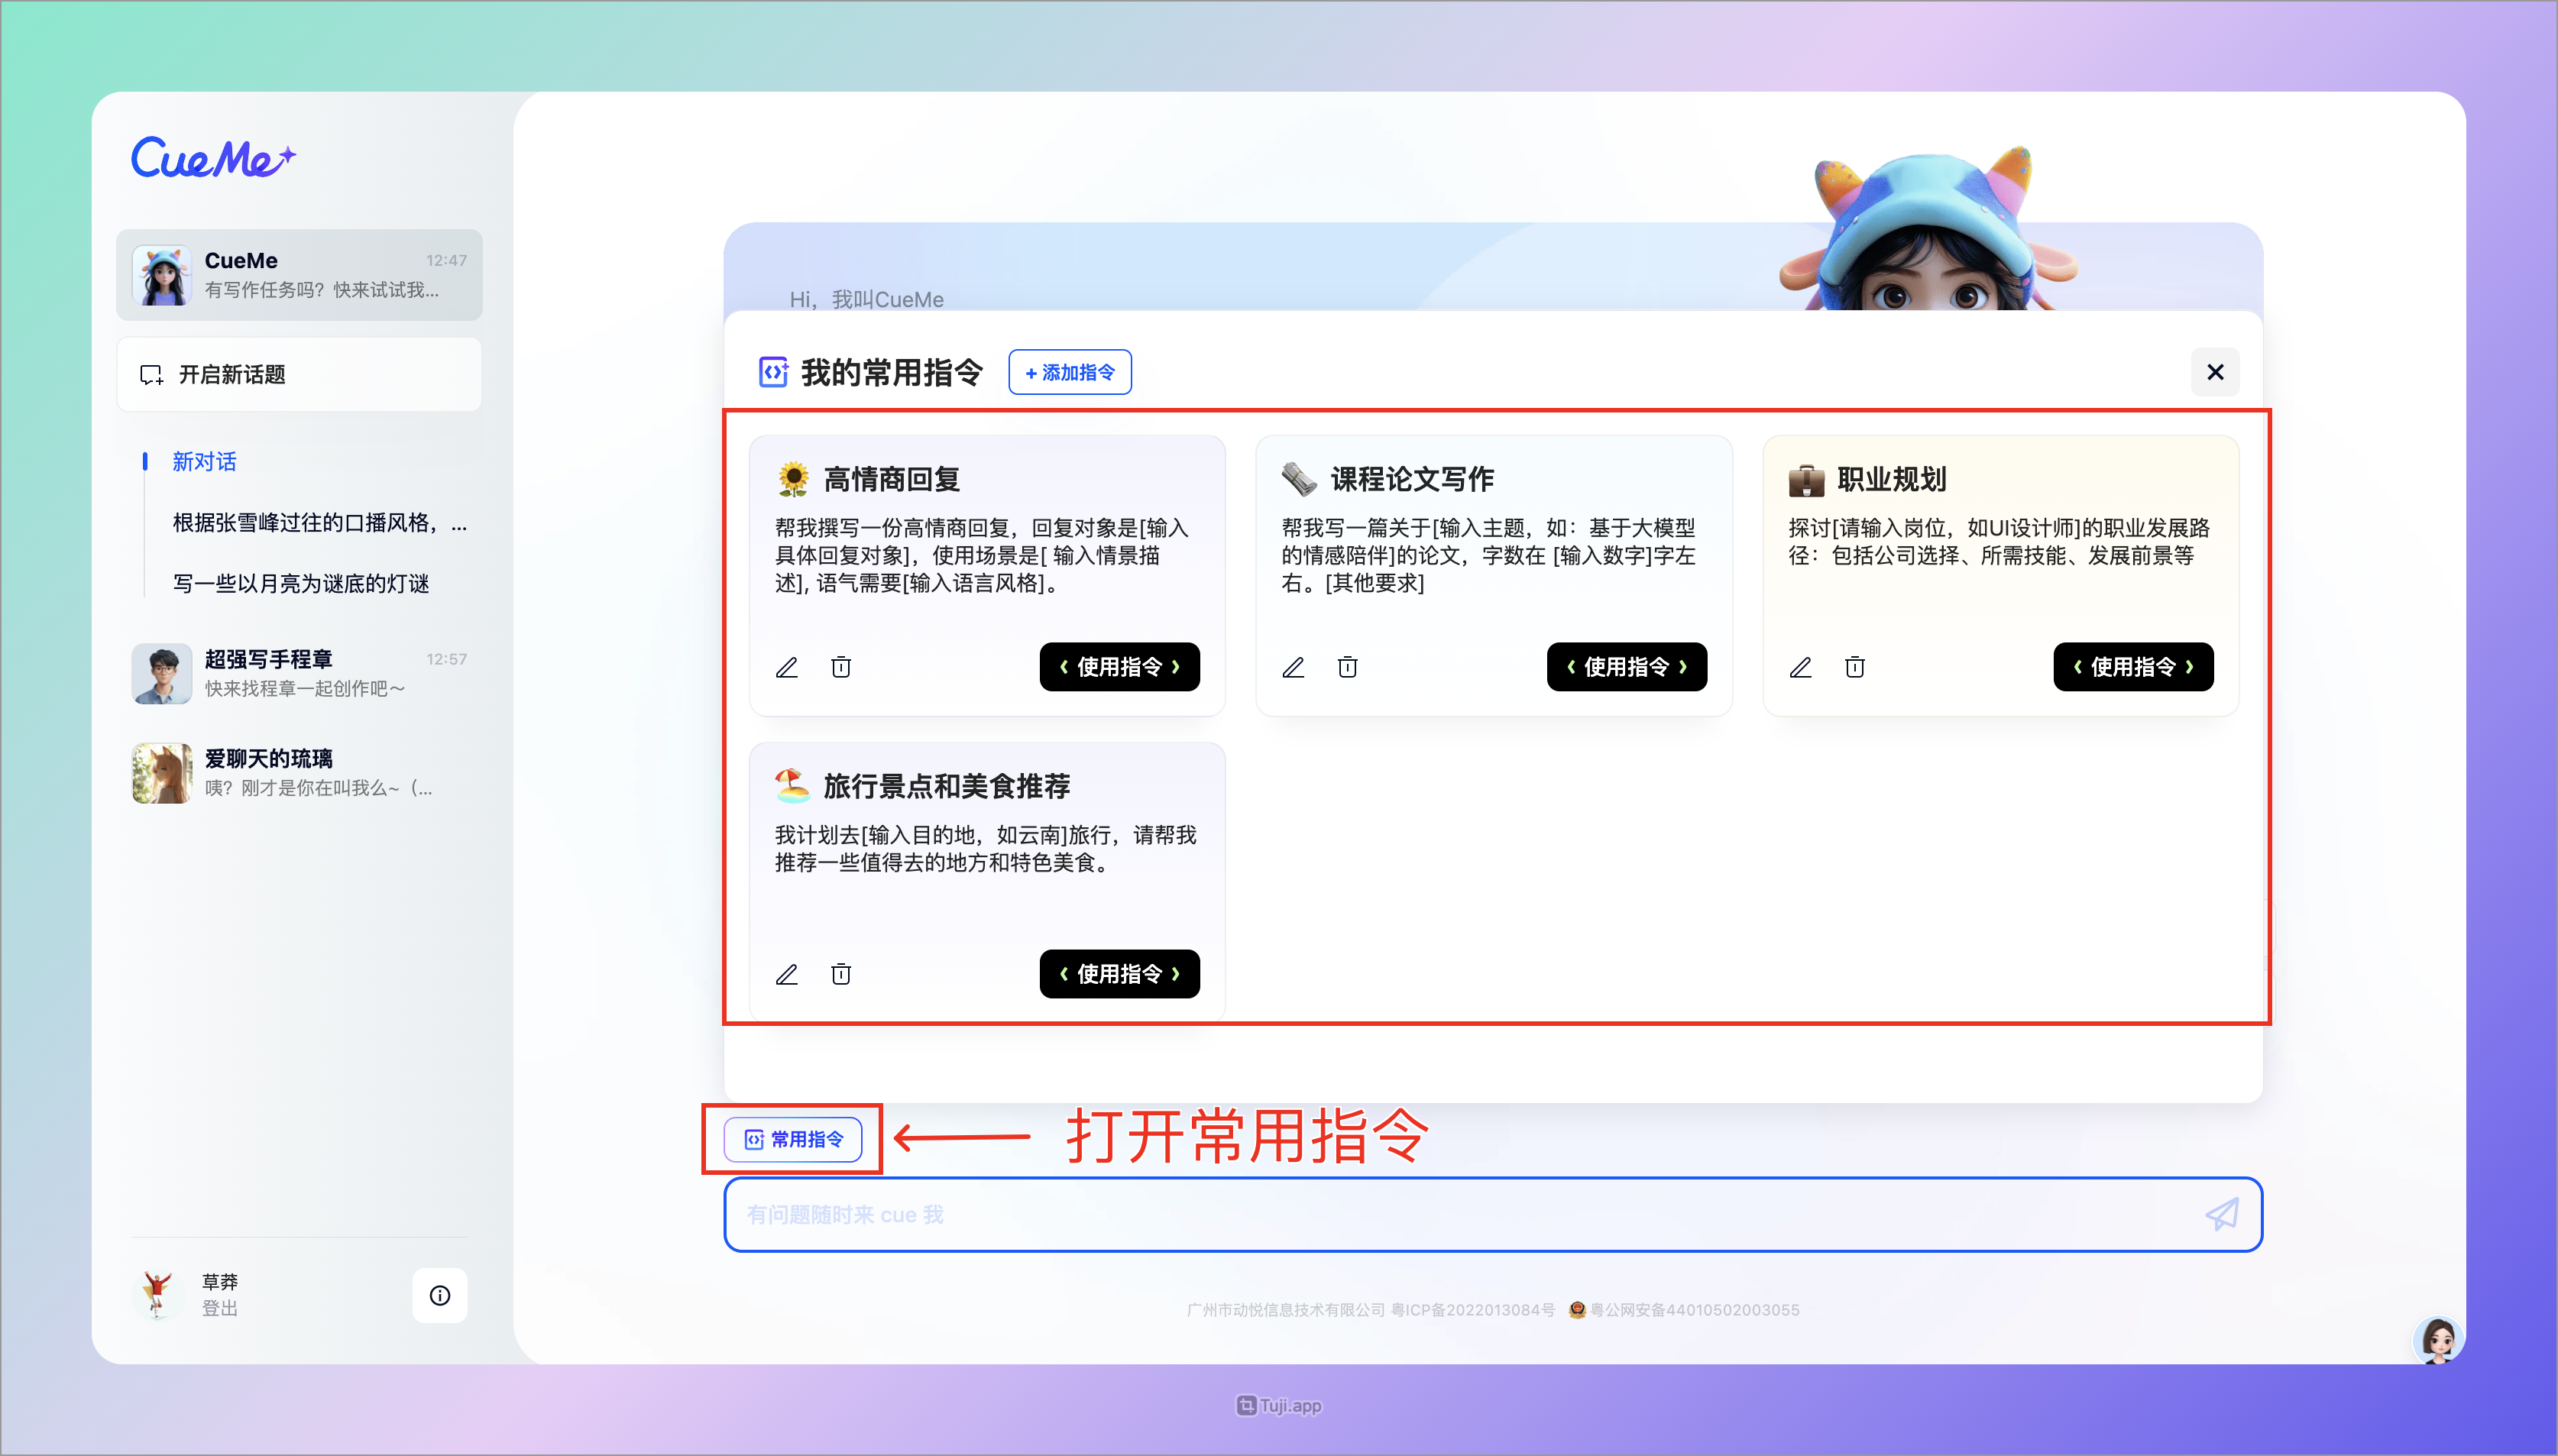 CueMe
CueMe
12:47
有写作任务吗？快来试试我...
开启新话题
新对话
根据张雪峰过往的口播风格，...
写一些以月亮为谜底的灯谜
超强写手程章
12:57
快来找程章一起创作吧～
爱聊天的琉璃
咦？刚才是你在叫我么~（...
草莽
登出
Hi，我叫CueMe
我的常用指令
+ 添加指令
高情商回复
帮我撰写一份高情商回复，回复对象是[输入
具体回复对象]，使用场景是[ 输入情景描
述], 语气需要[输入语言风格]。
使用指令
课程论文写作
帮我写一篇关于[输入主题，如：基于大模型
的情感陪伴]的论文，字数在 [输入数字]字左
右。[其他要求]
使用指令
职业规划
探讨[请输入岗位，如UI设计师]的职业发展路
径：包括公司选择、所需技能、发展前景等
使用指令
旅行景点和美食推荐
我计划去[输入目的地，如云南]旅行，请帮我
推荐一些值得去的地方和特色美食。
使用指令
常用指令
打开常用指令
有问题随时来 cue 我
广州市动悦信息技术有限公司 粤ICP备2022013084号 粤公网安备44010502003055
Tuji.app